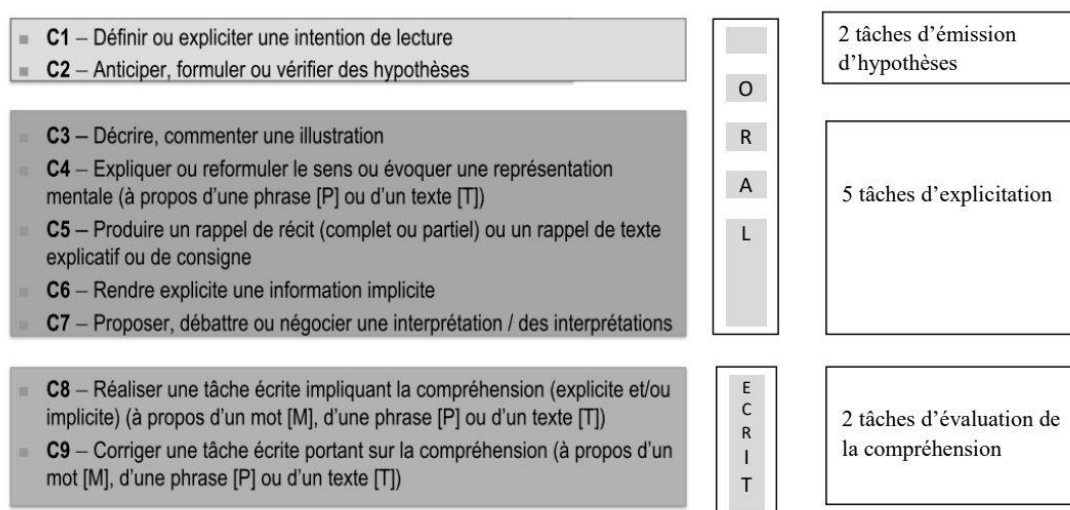 C1 – Définir ou expliciter une intention de lecture
C2 – Anticiper, formuler ou vérifier des hypothèses
C3 – Décrire, commenter une illustration
C4 – Expliquer ou reformuler le sens ou évoquer une représentation
mentale (à propos d'une phrase [P] ou d'un texte [T])
C5 – Produire un rappel de récit (complet ou partiel) ou un rappel de texte
explicatif ou de consigne
C6 – Rendre explicite une information implicite
C7 – Proposer, débattre ou négocier une interprétation / des interprétations
C8 – Réaliser une tâche écrite impliquant la compréhension (explicite et/ou
implicite) (à propos d'un mot [M], d'une phrase [P] ou d'un texte [T])
C9 – Corriger une tâche écrite portant sur la compréhension (à propos d'un
mot [M], d'une phrase [P] ou d'un texte [T])
O
R
A
L
E
C
R
I
T
2 tâches d'émission
d'hypothèses
5 tâches d'explicitation
2 tâches d'évaluation de
la compréhension